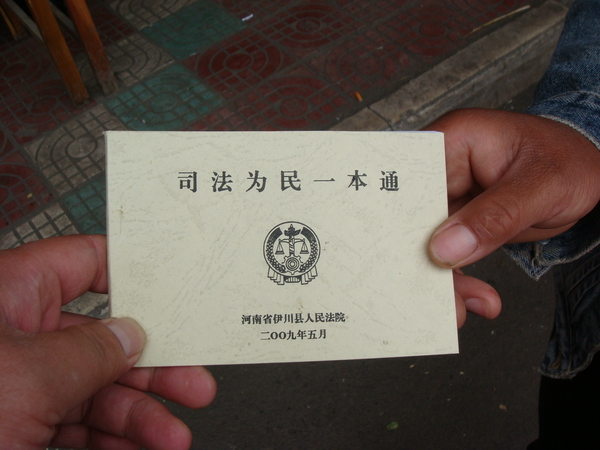 司法为民一本通
河南省伊川县人民法院
二〇〇九年五月